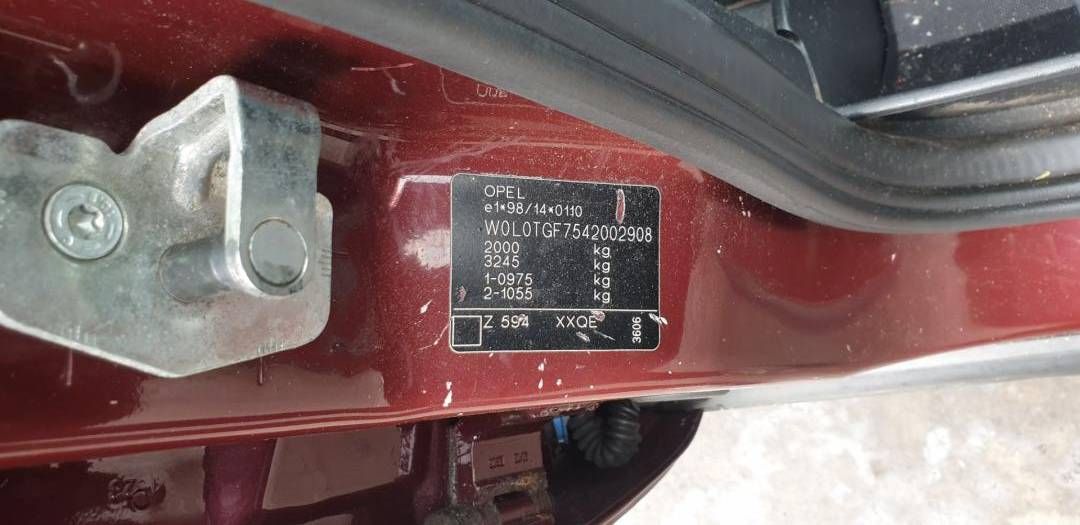 OPEL
e1*98/14*0110
W0L0TGF7542002908
2000 kg
3245 kg
1-0975 kg
2-1055 kg
Z 594 XXQE 3606